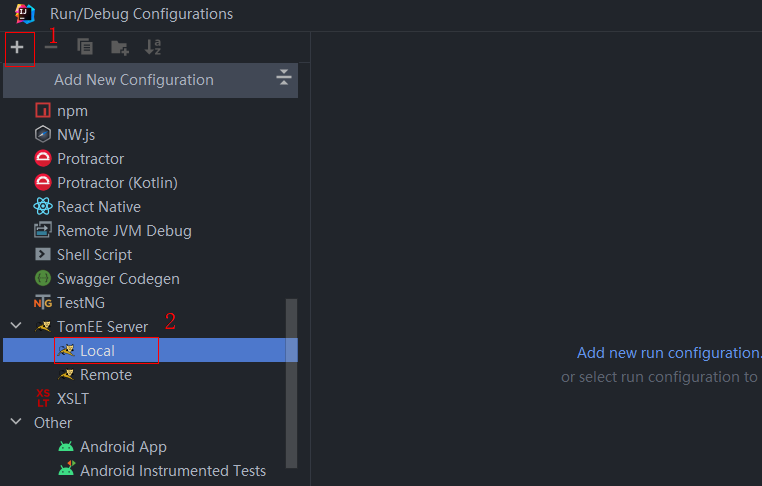 Run/Debug Configurations
1
Add New Configuration
npm
NW.js
Protractor
Protractor (Kotlin)
React Native
Remote JVM Debug
Shell Script
Swagger Codegen
TestNG
TomEE Server
2
Local
Remote
XSLT
Other
Android App
Android Instrumented Tests
Add new run configuration.
or select run configuration to